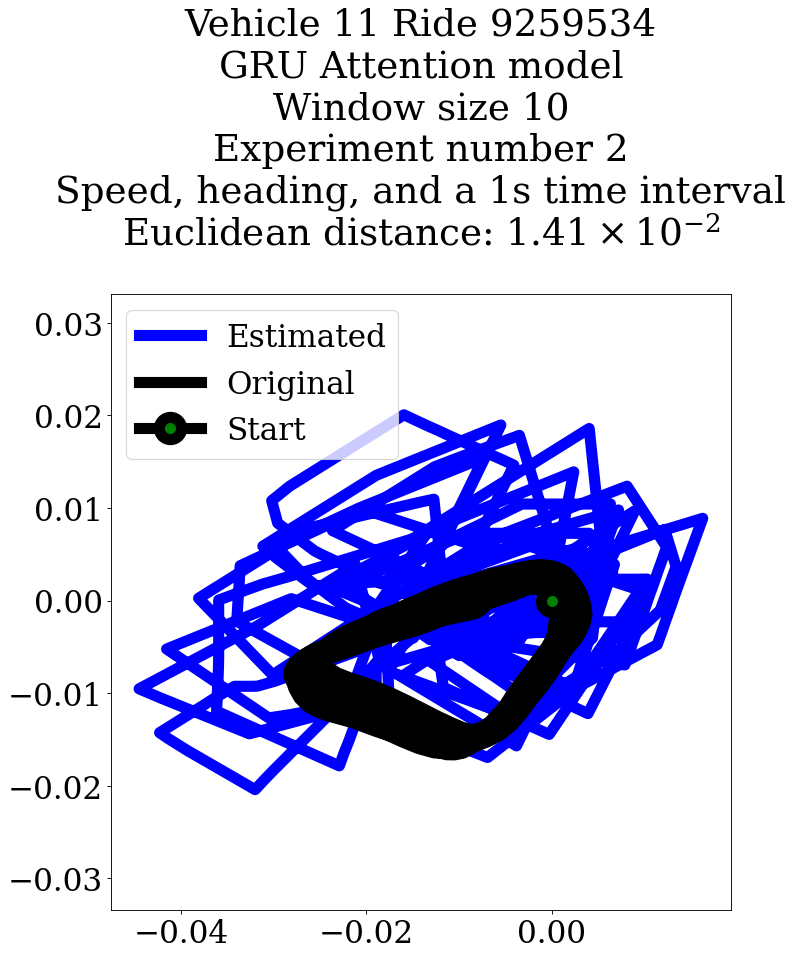 Vehicle 11 Ride 9259534
GRU Attention model
Window size 10
Experiment number 2
Speed, heading, and a 1s time interval
Euclidean distance: 1.41 × 10⁻²
Estimated
Original
Start
0.03
0.02
0.01
0.00
−0.01
−0.02
−0.03
−0.04
−0.02
0.00